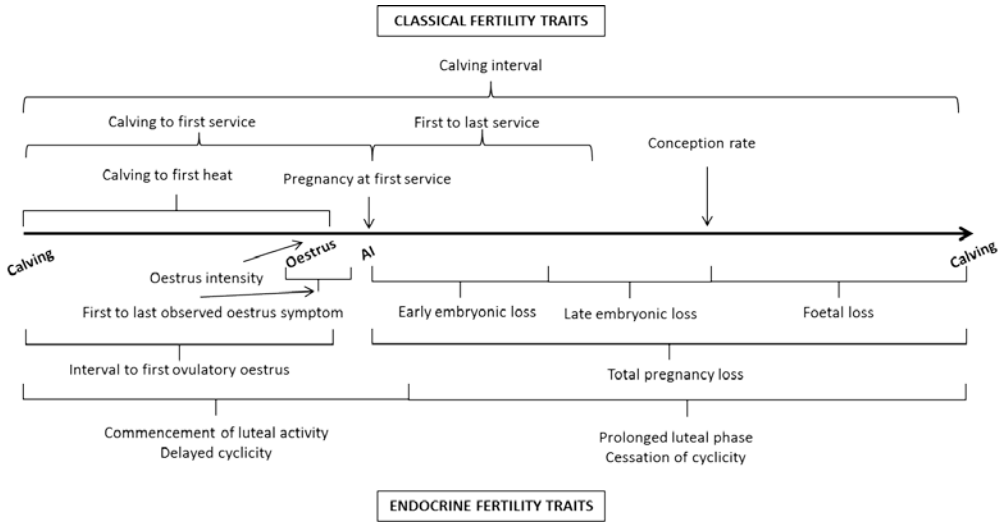 CLASSICAL FERTILITY TRAITS
Calving interval
Calving to first service
First to last service
Conception rate
Calving to first heat
Pregnancy at first service
Calving
Oestrus
AI
Calving
Oestrus intensity
First to last observed oestrus symptom
Early embryonic loss
Late embryonic loss
Foetal loss
Interval to first ovulatory oestrus
Total pregnancy loss
Commencement of luteal activity
Delayed cyclicity
Prolonged luteal phase
Cessation of cyclicity
ENDOCRINE FERTILITY TRAITS